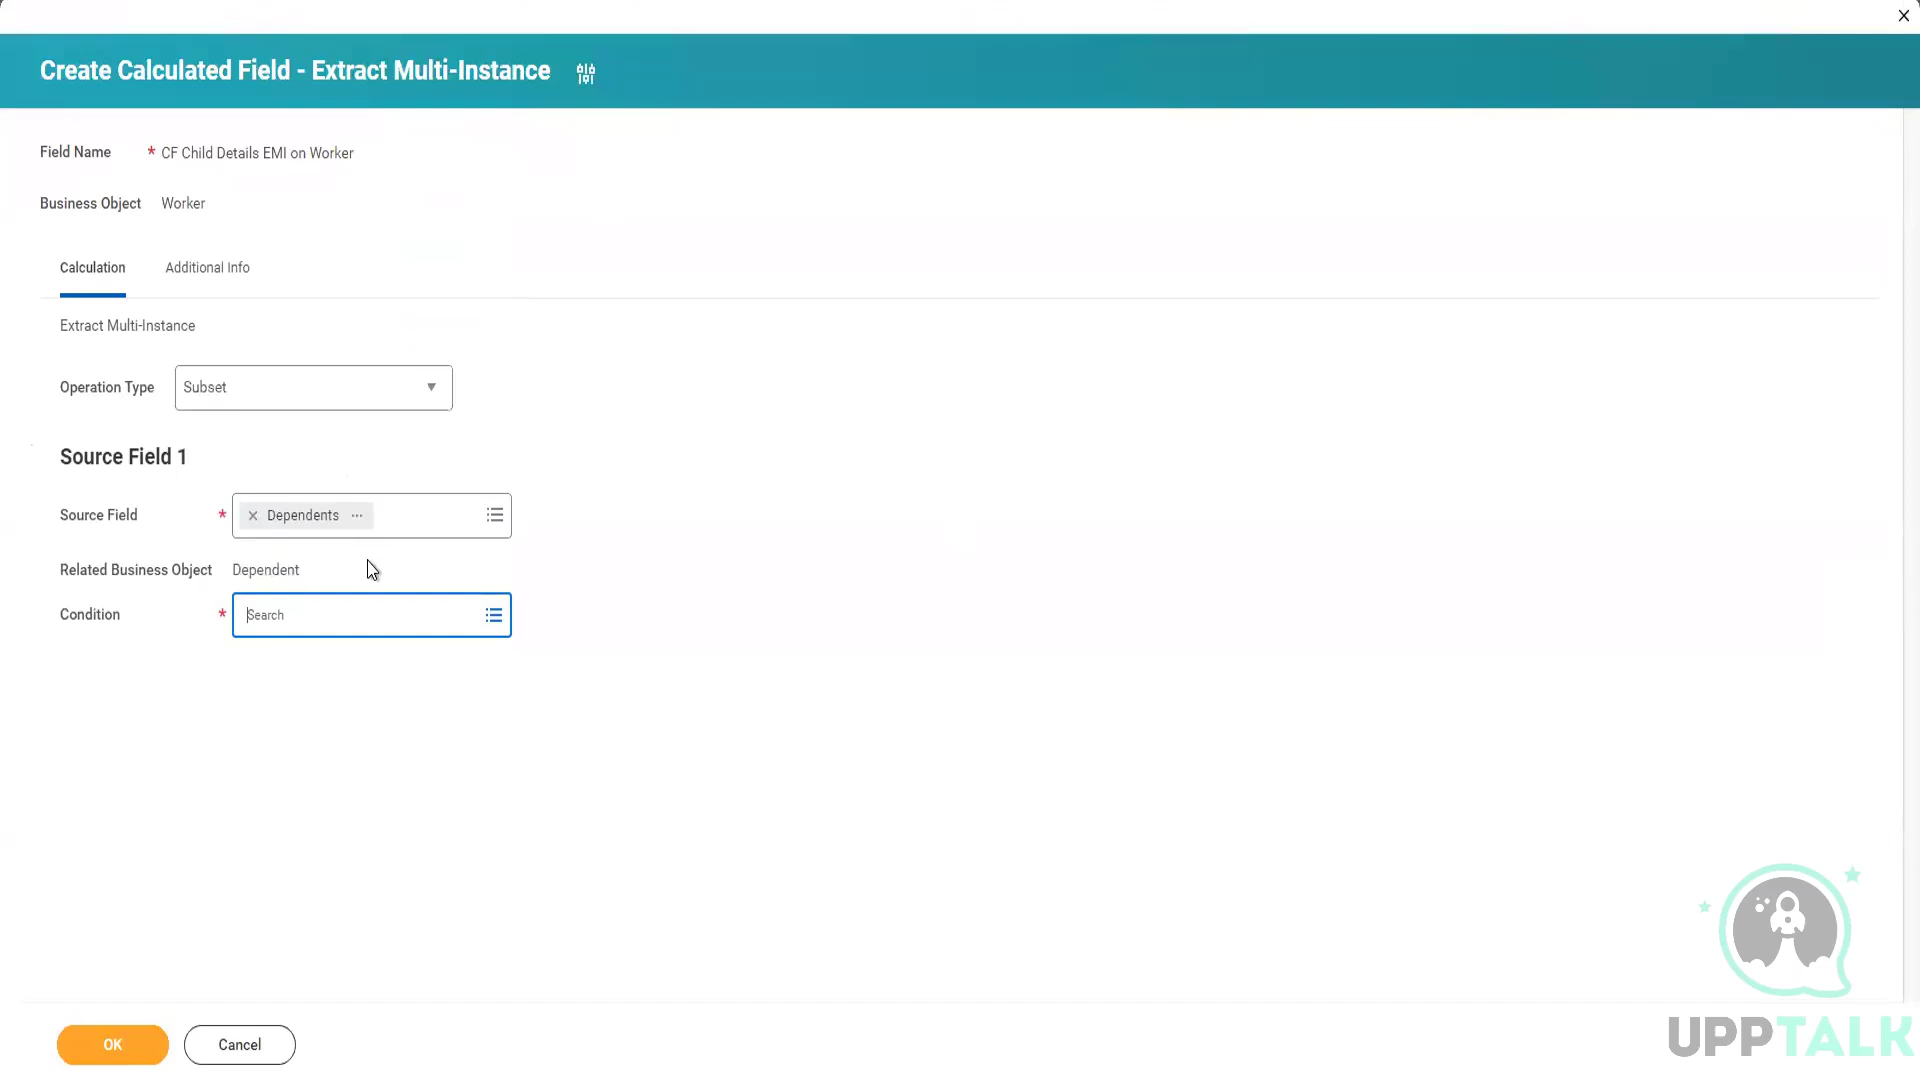 Create Calculated Field - Extract Multi-Instance
Field Name * CF Child Details EMI on Worker
Business Object Worker
Calculation Additional Info
Extract Multi-Instance
Operation Type Subset
Source Field 1
Source Field * Dependents
Related Business Object Dependent
Condition * Search
OK Cancel
UPPTALK